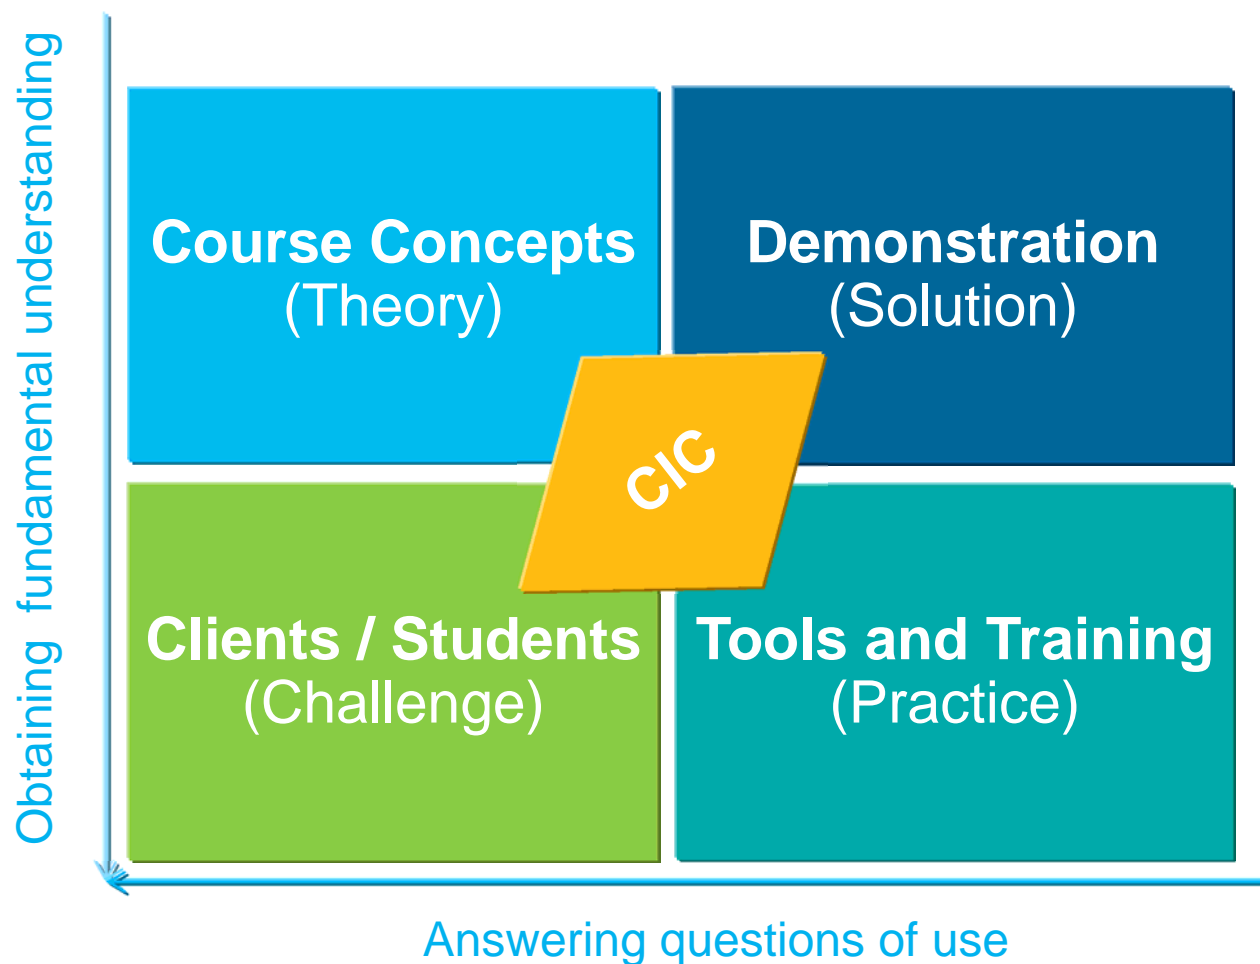 Obtaining fundamental understanding
Course Concepts
(Theory)
Demonstration
(Solution)
CIC
Clients / Students
(Challenge)
Tools and Training
(Practice)
Answering questions of use